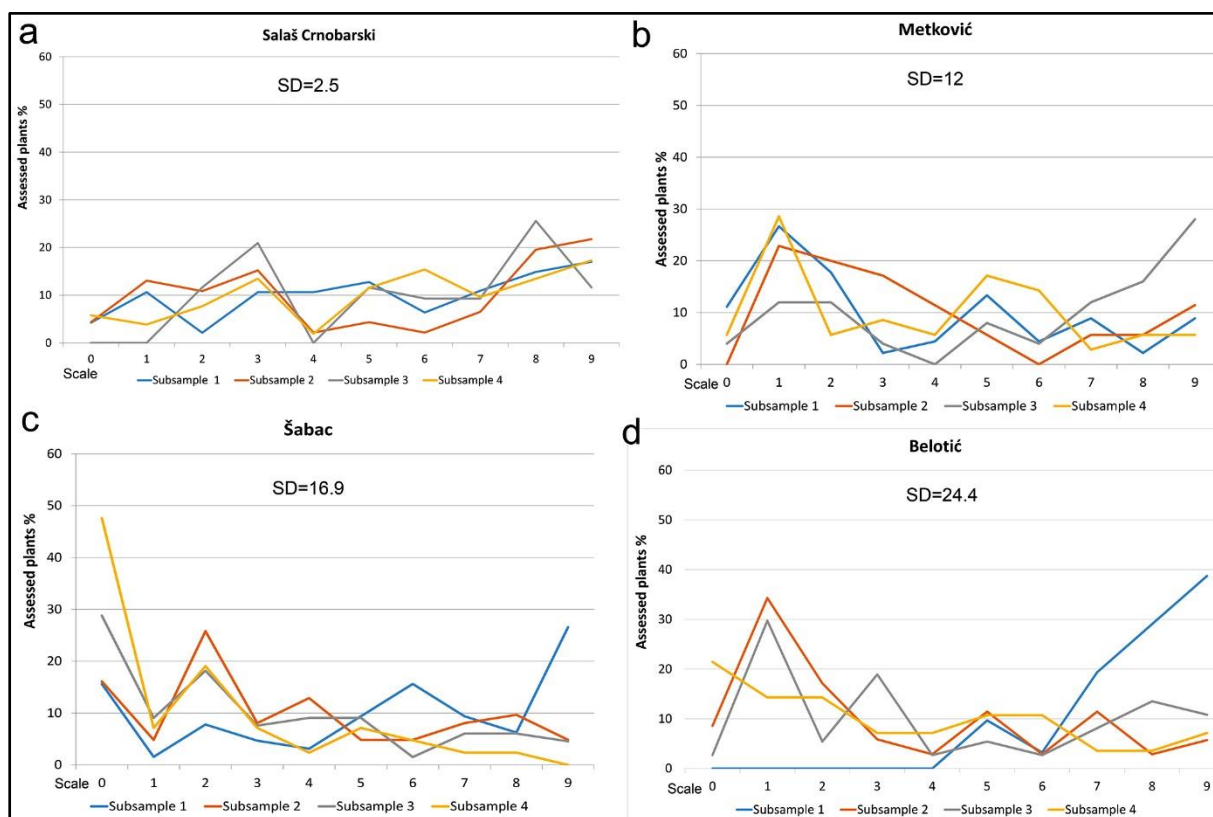 a
Salaš Crnobarski
SD=2.5
Assessed plants %
60
50
40
30
20
10
0
0 1 2 3 4 5 6 7 8 9
Scale
Subsample 1 Subsample 2 Subsample 3 Subsample 4
b
Metković
SD=12
Assessed plants %
60
50
40
30
20
10
0
Scale 0 1 2 3 4 5 6 7 8 9
Subsample 1 Subsample 2 Subsample 3 Subsample 4
c
Šabac
SD=16.9
Assessed plants %
60
50
40
30
20
10
0
Scale 0 1 2 3 4 5 6 7 8 9
Subsample 1 Subsample 2 Subsample 3 Subsample 4
d
Belotić
SD=24.4
Assessed plants %
60
50
40
30
20
10
0
Scale 0 1 2 3 4 5 6 7 8 9
Subsample 1 Subsample 2 Subsample 3 Subsample 4